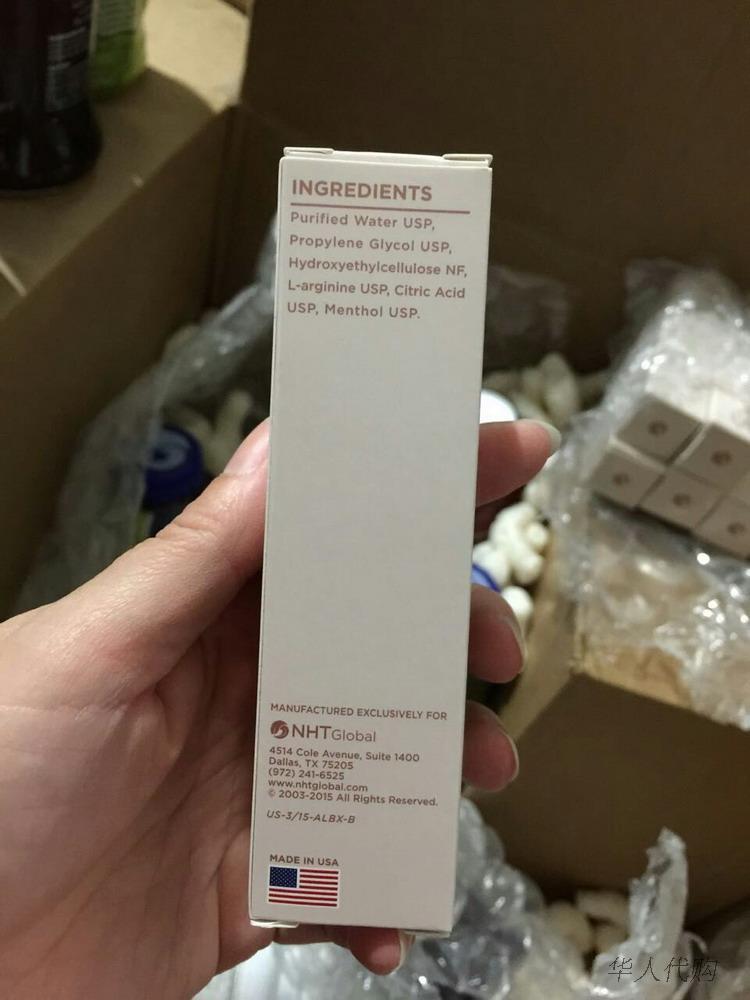 INGREDIENTS
Purified Water USP,
Propylene Glycol USP,
Hydroxyethylcellulose NF,
L-arginine USP, Citric Acid
USP, Menthol USP.
MANUFACTURED EXCLUSIVELY FOR
NHTGlobal
4514 Cole Avenue, Suite 1400
Dallas, TX 75205
(972) 241-6525
www.nhtglobal.com
© 2003-2015 All Rights Reserved.
US-3/15-ALBX-B
MADE IN USA
华人代购